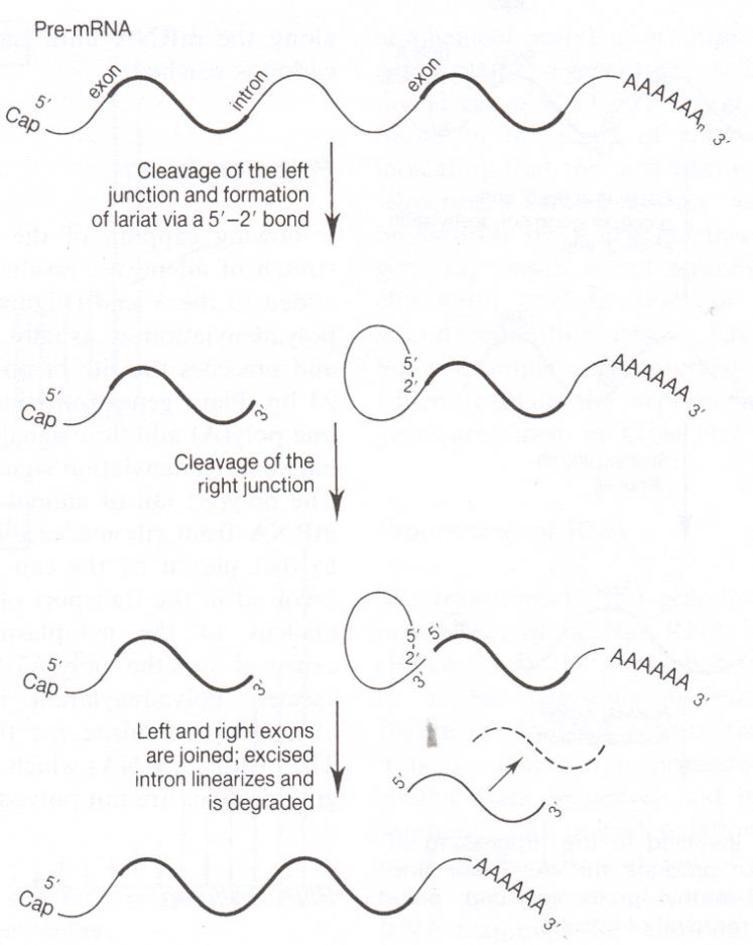 Pre-mRNA
exon
intron
exon
5'
Cap
AAAAAAn 3'
Cleavage of the left
junction and formation
of lariat via a 5'–2' bond
5'
Cap
3'
5'
2'
AAAAAA
3'
Cleavage of the
right junction
5'
Cap
3'
5'
2'
3'
5'
AAAAAA
3'
Left and right exons
are joined; excised
intron linearizes and
is degraded
5'
3'
5'
Cap
AAAAAA
3'